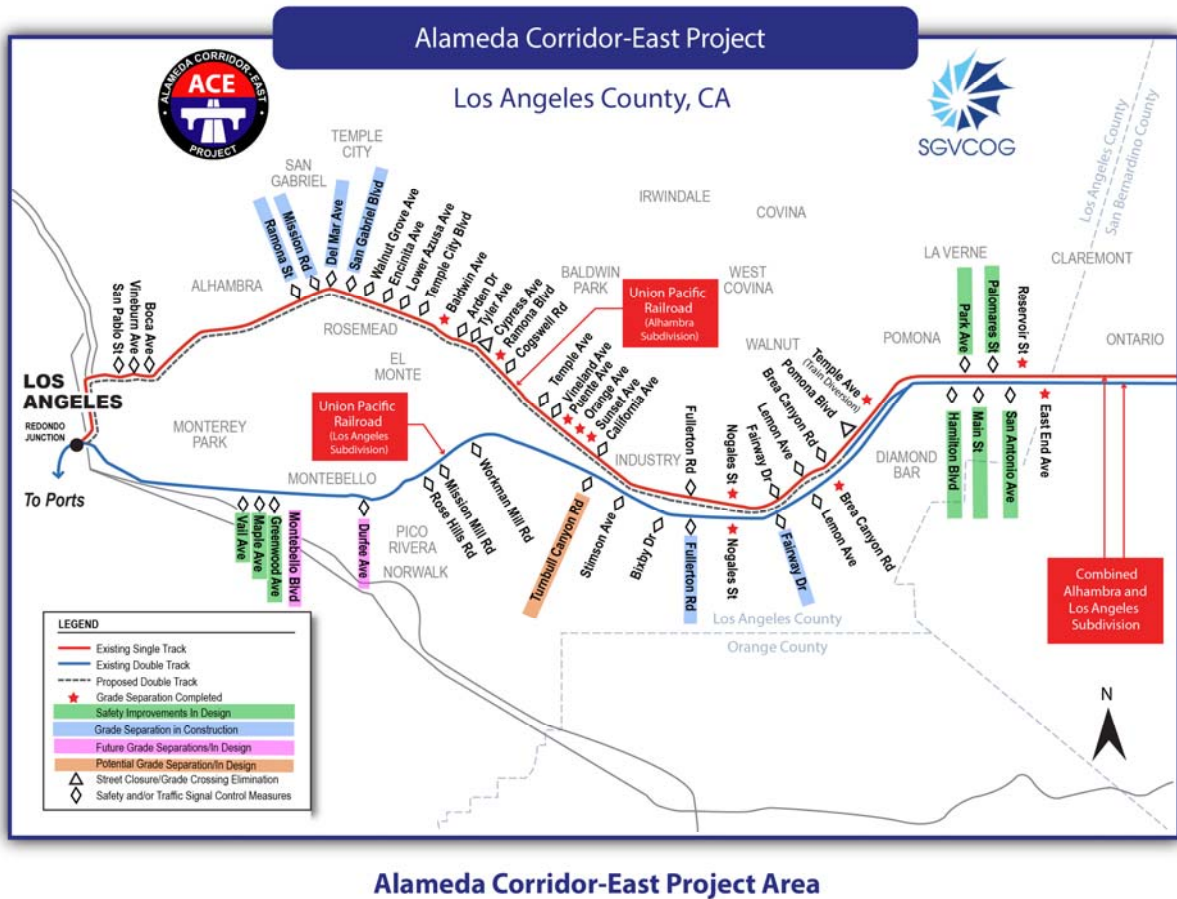 Alameda Corridor-East Project
Los Angeles County, CA
ALAMEDA CORRIDOR-EAST
ACE
PROJECT
SGVCOG
Los Angeles County
San Bernardino County
TEMPLE
CITY
SAN
GABRIEL
ALHAMBRA
ROSEMEAD
EL
MONTE
MONTEREY
PARK
MONTEBELLO
PICO
RIVERA
NORWALK
IRWINDALE
COVINA
BALDWIN
PARK
WEST
COVINA
WALNUT
INDUSTRY
LA VERNE
CLAREMONT
POMONA
ONTARIO
DIAMOND
BAR
LOS
ANGELES
REDONDO
JUNCTION
To Ports
San Pablo St
Vineburn Ave
Boca Ave
Ramona St
Mission Rd
Del Mar Ave
San Gabriel Blvd
Walnut Grove Ave
Encinita Ave
Lower Azusa Ave
Temple City Blvd
Baldwin Ave
Arden Dr
Tyler Ave
Cypress Ave
Ramona Blvd
Cogswell Rd
Union Pacific
Railroad
(Alhambra
Subdivision)
Temple Ave
Vineland Ave
Puente Ave
Orange Ave
Sunset Ave
California Ave
Fullerton Rd
Nogales St
Fairway Dr
Lemon Ave
Brea Canyon Rd
Pomona Blvd
Temple Ave
(Train Diversion)
Park Ave
Palomares St
Reservoir St
Union Pacific
Railroad
(Los Angeles
Subdivision)
Vail Ave
Maple Ave
Greenwood Ave
Montebello Blvd
Durfee Ave
Rose Hills Rd
Mission Mill Rd
Workman Mill Rd
Turnbull Canyon Rd
Stimson Ave
Bixby Dr
Fullerton Rd
Nogales St
Fairway Dr
Lemon Ave
Brea Canyon Rd
Hamilton Blvd
Main St
San Antonio Ave
East End Ave
Combined
Alhambra and
Los Angeles
Subdivision
Los Angeles County
Orange County
N
LEGEND
Existing Single Track
Existing Double Track
Proposed Double Track
Grade Separation Completed
Safety Improvements In Design
Grade Separation in Construction
Future Grade Separations/In Design
Potential Grade Separation/In Design
Street Closure/Grade Crossing Elimination
Safety and/or Traffic Signal Control Measures
Alameda Corridor-East Project Area